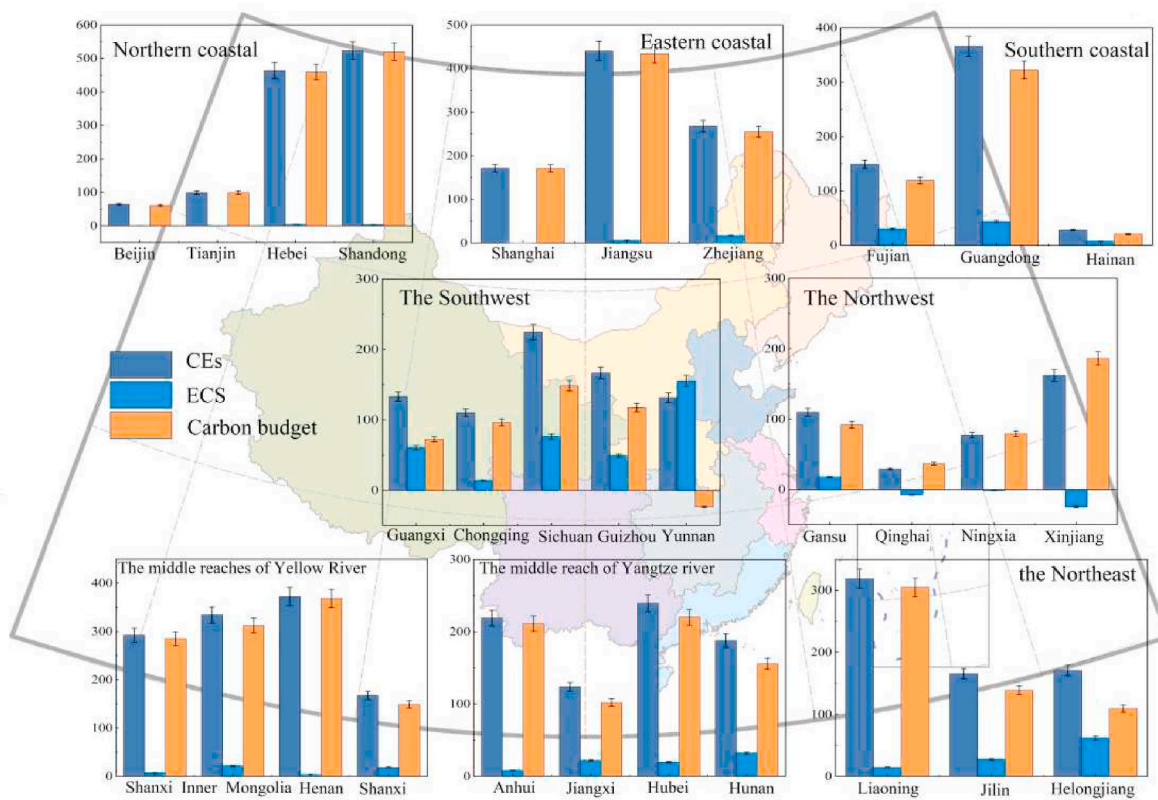 Northern coastal
600
500
400
300
200
100
0
Beijin Tianjin Hebei Shandong
Eastern coastal
500
400
300
200
100
0
Shanghai Jiangsu Zhejiang
Southern coastal
400
300
200
100
0
Fujian Guangdong Hainan
CEs
ECS
Carbon budget
The Southwest
300
200
100
0
Guangxi Chongqing Sichuan Guizhou Yunnan
The Northwest
300
200
100
0
Gansu Qinghai Ningxia Xinjiang
The middle reaches of Yellow River
400
300
200
100
0
Shanxi Inner Mongolia Henan Shanxi
The middle reach of Yangtze river
300
200
100
0
Anhui Jiangxi Hubei Hunan
the Northeast
300
200
100
0
Liaoning Jilin Helongjiang